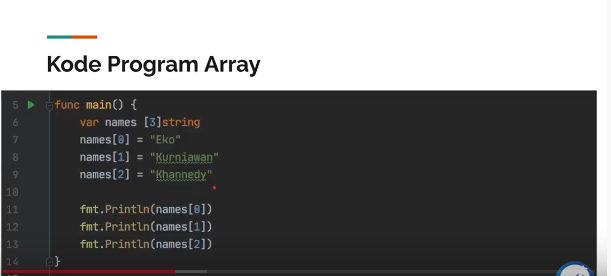 Kode Program Array
5 func main() {
6 var names [3]string
7 names[0] = "Eko"
8 names[1] = "Kurniawan"
9 names[2] = "Khannedy"
10
11 fmt.Println(names[0])
12 fmt.Println(names[1])
13 fmt.Println(names[2])
14 }